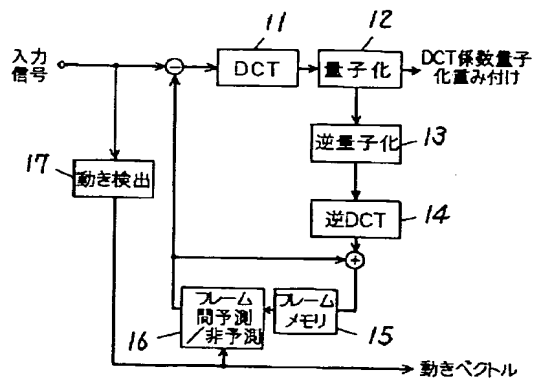 11
12
入力
信号
DCT
量子化
DCT係数量子
化重み付け
17
動き検出
逆量子化
13
逆DCT
14
フレーム
間予測
/非予測
16
フレーム
メモリ
15
動きベクトル